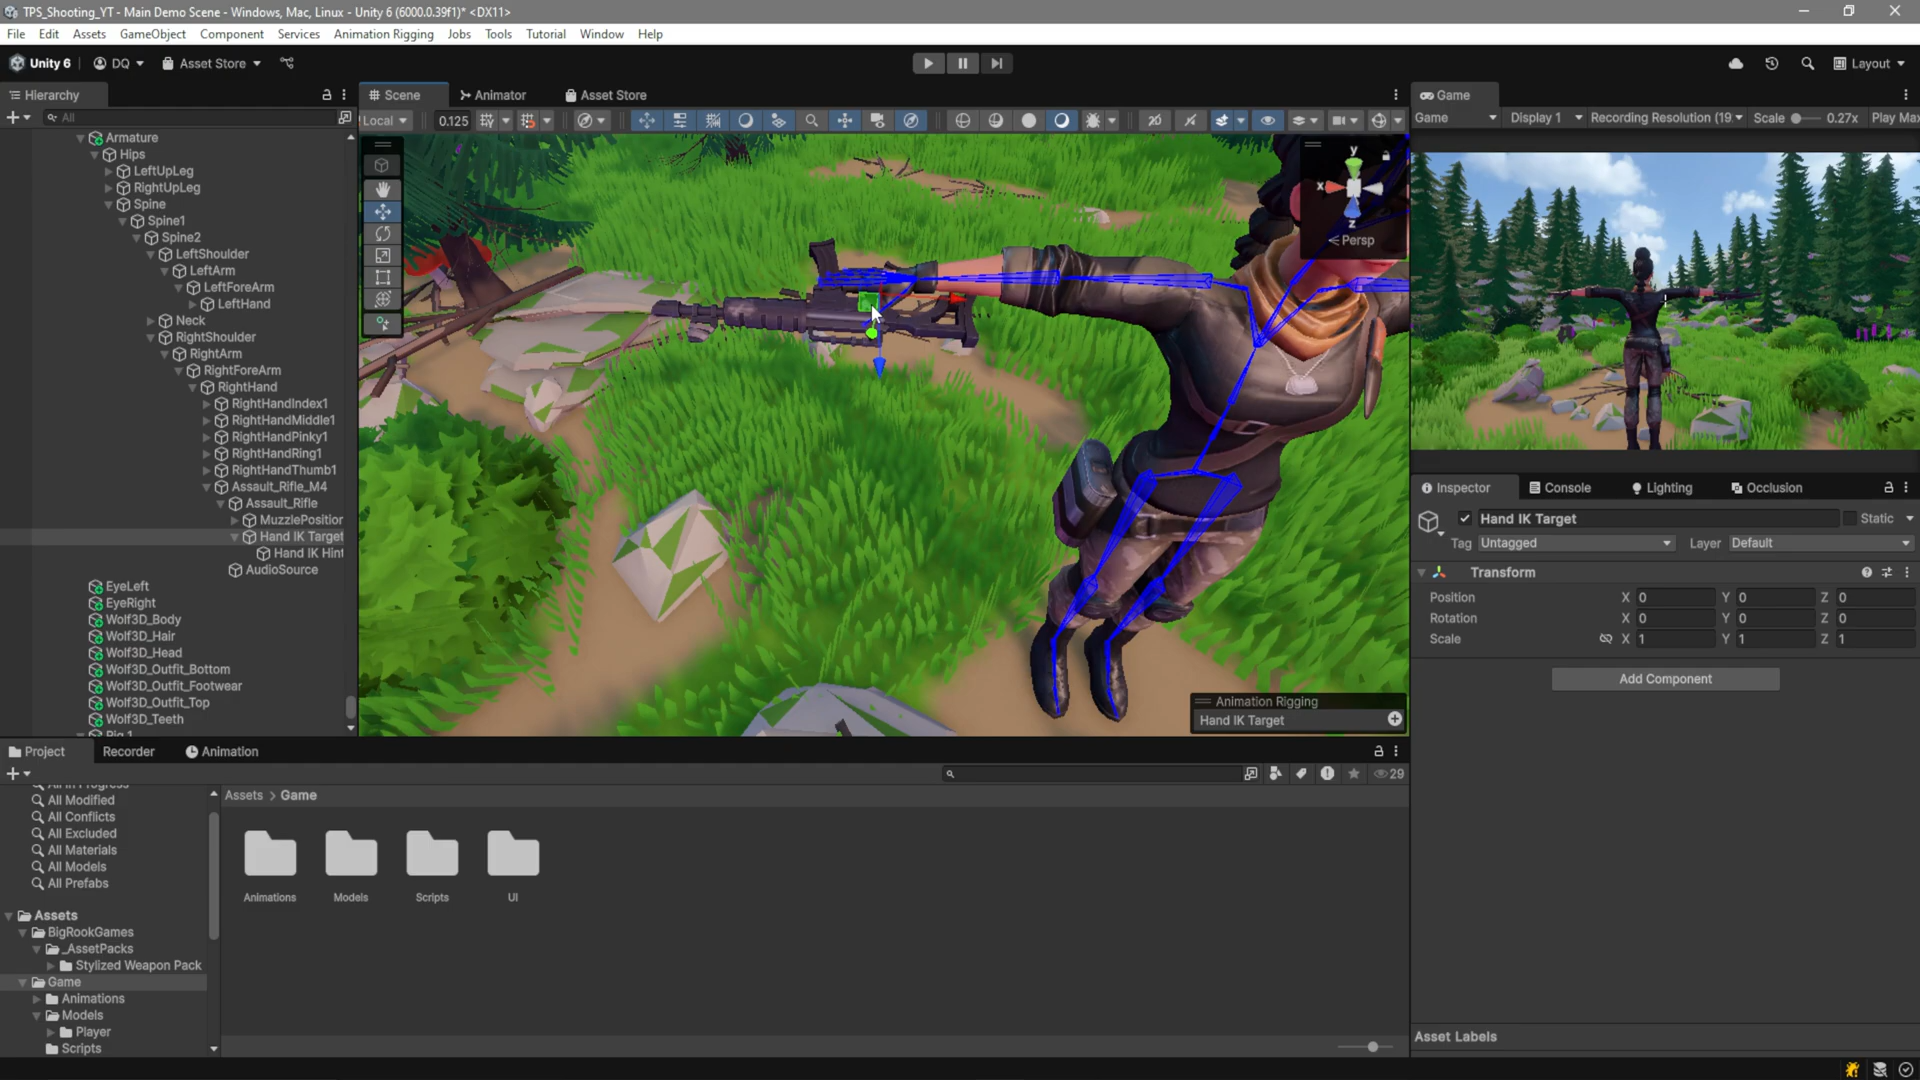 TPS_Shooting_YT - Main Demo Scene - Windows, Mac, Linux - Unity 6 (6000.0.39f1)* <DX11>
File Edit Assets GameObject Component Services Animation Rigging Jobs Tools Tutorial Window Help
Unity 6 DQ Asset Store Layout
Hierarchy
All
Armature
Hips
LeftUpLeg
RightUpLeg
Spine
Spine1
Spine2
LeftShoulder
LeftArm
LeftForeArm
LeftHand
Neck
RightShoulder
RightArm
RightForeArm
RightHand
RightHandIndex1
RightHandMiddle1
RightHandPinky1
RightHandRing1
RightHandThumb1
Assault_Rifle_M4
Assault_Rifle
MuzzlePosition
Hand IK Target
Hand IK Hint
AudioSource
EyeLeft
EyeRight
Wolf3D_Body
Wolf3D_Hair
Wolf3D_Head
Wolf3D_Outfit_Bottom
Wolf3D_Outfit_Footwear
Wolf3D_Outfit_Top
Wolf3D_Teeth
Rig 1
Scene Animator Asset Store
Local 0.125
y
x
z
Persp
Animation Rigging
Hand IK Target
Game
Game Display 1 Recording Resolution (19. Scale 0.27x Play Max
Inspector Console Lighting Occlusion
Hand IK Target Static
Tag Untagged Layer Default
Transform
Position X 0 Y 0 Z 0
Rotation X 0 Y 0 Z 0
Scale X 1 Y 1 Z 1
Add Component
Asset Labels
Project Recorder Animation
29
All In Progress
All Modified
All Conflicts
All Excluded
All Materials
All Models
All Prefabs
Assets
BigRookGames
_AssetPacks
Stylized Weapon Pack
Game
Animations
Models
Player
Scripts
Assets > Game
Animations Models Scripts UI